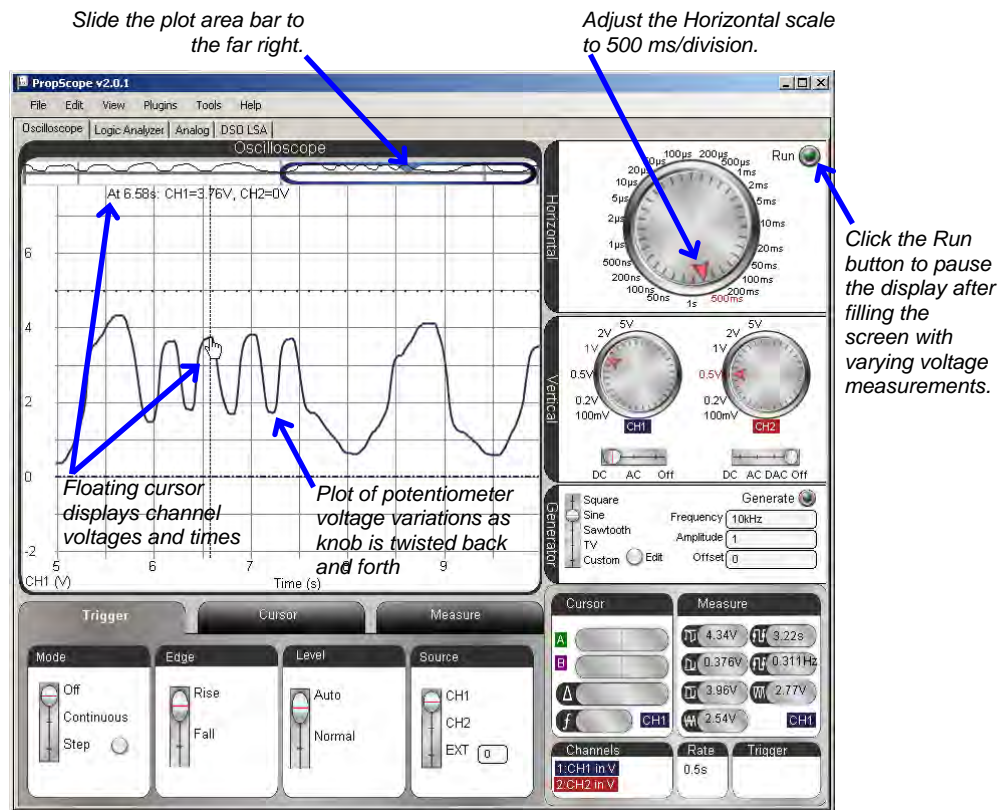 Slide the plot area bar to
the far right.
Adjust the Horizontal scale
to 500 ms/division.
PropScope v2.0.1
File Edit View Plugins Tools Help
Oscilloscope Logic Analyzer Analog DSO LSA
Oscilloscope
At 6.58s: CH1=3.76V, CH2=0V
6
4
2
0
-2
5 6 7 8 9
CH1 (V)
Time (s)
Floating cursor
displays channel
voltages and times
Plot of potentiometer
voltage variations as
knob is twisted back
and forth
Horizontal
Run
50µs 100µs 200µs 500µs
20µs 1ms
10µs 2ms
5µs 5ms
2µs
1µs 20ms
500ns 50ms
200ns 100ms
100ns 200ms
50ns 1s 500ms
Click the Run
button to pause
the display after
filling the
screen with
varying voltage
measurements.
Vertical
5V
2V
1V
0.5V
0.2V
100mV
CH1
DC AC Off
5V
2V
1V
0.5V
0.2V
100mV
CH2
DC AC DAC Off
Generator
Square
Sine
Sawtooth
TV
Custom
Edit
Generate
Frequency 10kHz
Amplitude 1
Offset 0
Trigger Cursor Measure
Mode
Off
Continuous
Step
Edge
Rise
Fall
Level
Auto
Normal
Source
CH1
CH2
EXT 0
Cursor
A
B
Δ
f CH1
Measure
4.34V 3.22s
0.376V 0.311Hz
3.96V 2.77V
2.54V CH1
Channels
1:CH1 in V
2:CH2 in V
Rate
0.5s
Trigger